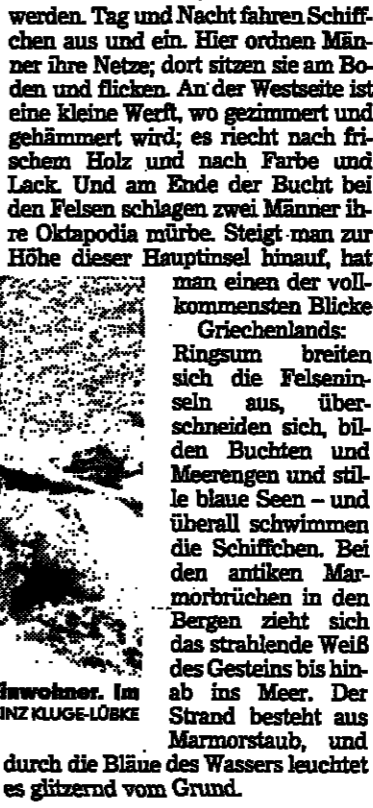 werden. Tag und Nacht fahren Schiff-
chen aus und ein. Hier ordnen Män-
ner ihre Netze; dort sitzen sie am Bo-
den und flicken. An der Westseite ist
eine kleine Werft, wo gezimmert und
gehämmert wird; es riecht nach fri-
schem Holz und nach Farbe und
Lack. Und am Ende der Bucht bei
den Felsen schlagen zwei Männer ih-
re Oktapodia mürbe. Steigt man zur
Höhe dieser Hauptinsel hinauf, hat
man einen der voll-
kommensten Blicke
Griechenlands:
Ringsum breiten
sich die Felsenin-
seln aus, über-
schneiden sich, bil-
den Buchten und
Meerengen und stil-
le blaue Seen – und
überall schwimmen
die Schiffchen. Bei
den antiken Mar-
morbrüchen in den
Bergen zieht sich
das strahlende Weiß
des Gesteins bis hin-
ab ins Meer. Der
Strand besteht aus
Marmorstaub, und
durch die Bläue des Wassers leuchtet
es glitzernd vom Grund.
inwohner. Im
INZ KLUGE-LÜBKE